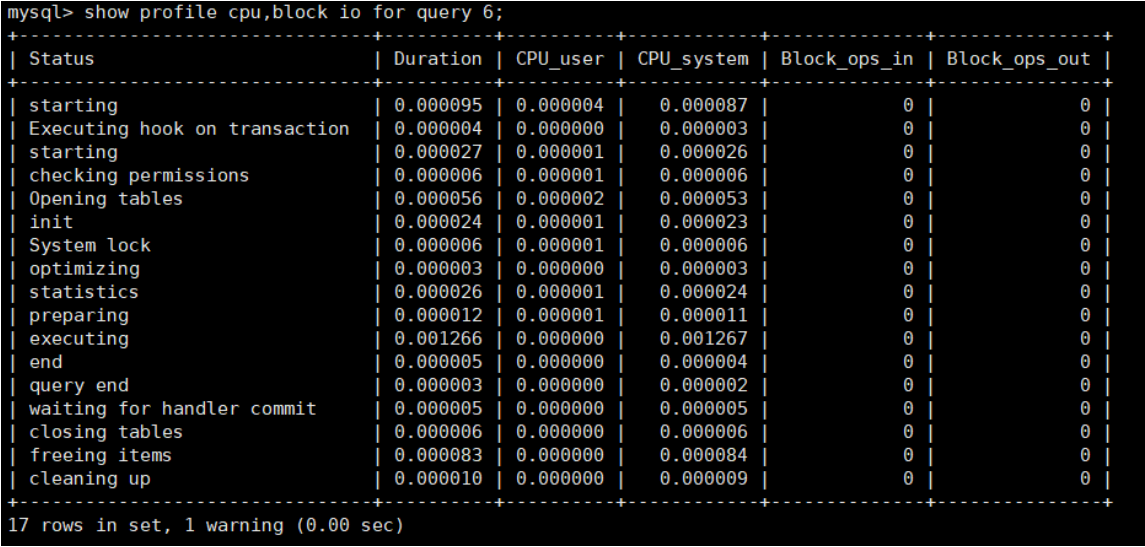 mysql> show profile cpu,block io for query 6;
+--------------------------------+----------+----------+------------+--------------+---------------+
| Status                         | Duration | CPU_user | CPU_system | Block_ops_in | Block_ops_out |
+--------------------------------+----------+----------+------------+--------------+---------------+
| starting                       | 0.000095 | 0.000004 |   0.000087 |            0 |             0 |
| Executing hook on transaction  | 0.000004 | 0.000000 |   0.000003 |            0 |             0 |
| starting                       | 0.000027 | 0.000001 |   0.000026 |            0 |             0 |
| checking permissions           | 0.000006 | 0.000001 |   0.000006 |            0 |             0 |
| Opening tables                 | 0.000056 | 0.000002 |   0.000053 |            0 |             0 |
| init                           | 0.000024 | 0.000001 |   0.000023 |            0 |             0 |
| System lock                    | 0.000006 | 0.000001 |   0.000006 |            0 |             0 |
| optimizing                     | 0.000003 | 0.000000 |   0.000003 |            0 |             0 |
| statistics                     | 0.000026 | 0.000001 |   0.000024 |            0 |             0 |
| preparing                      | 0.000012 | 0.000001 |   0.000011 |            0 |             0 |
| executing                      | 0.001266 | 0.000000 |   0.001267 |            0 |             0 |
| end                            | 0.000005 | 0.000000 |   0.000004 |            0 |             0 |
| query end                      | 0.000003 | 0.000000 |   0.000002 |            0 |             0 |
| waiting for handler commit     | 0.000005 | 0.000000 |   0.000005 |            0 |             0 |
| closing tables                 | 0.000006 | 0.000000 |   0.000006 |            0 |             0 |
| freeing items                  | 0.000083 | 0.000000 |   0.000084 |            0 |             0 |
| cleaning up                    | 0.000010 | 0.000000 |   0.000009 |            0 |             0 |
+--------------------------------+----------+----------+------------+--------------+---------------+
17 rows in set, 1 warning (0.00 sec)